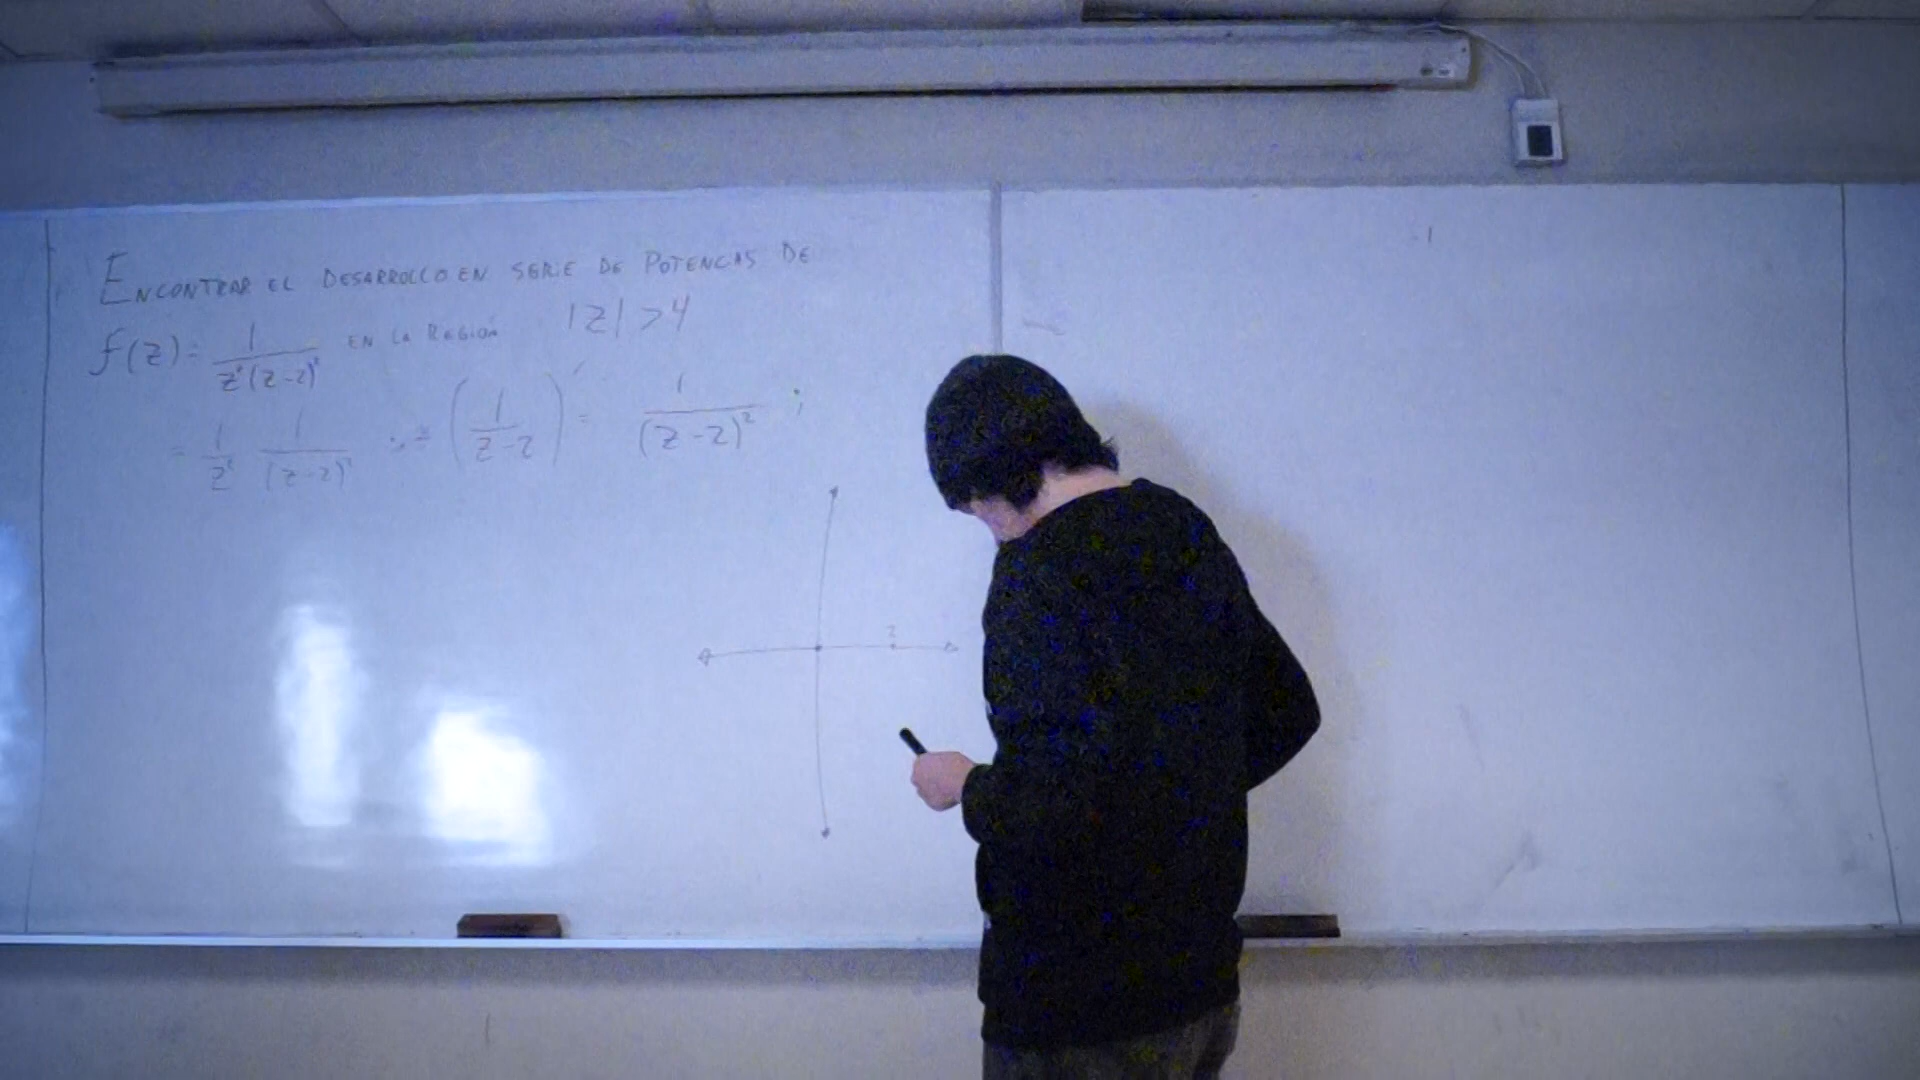 ENCONTRAR EL DESARROLLO EN SERIE DE POTENCAS DE
f(z) = 1/(z²(z-2)²) EN LA REGIÓN |z| > 4
= 1/z² 1/(z-2)² ; = (1/(z-2))' = 1/(z-2)² ;
2